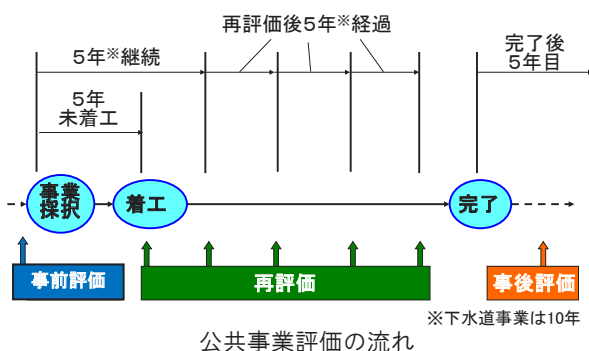 再評価後5年※経過
5年※継続
完了後
5年目
5年
未着工
事業
採択
着工
完了
事前評価
再評価
事後評価
※下水道事業は10年
公共事業評価の流れ